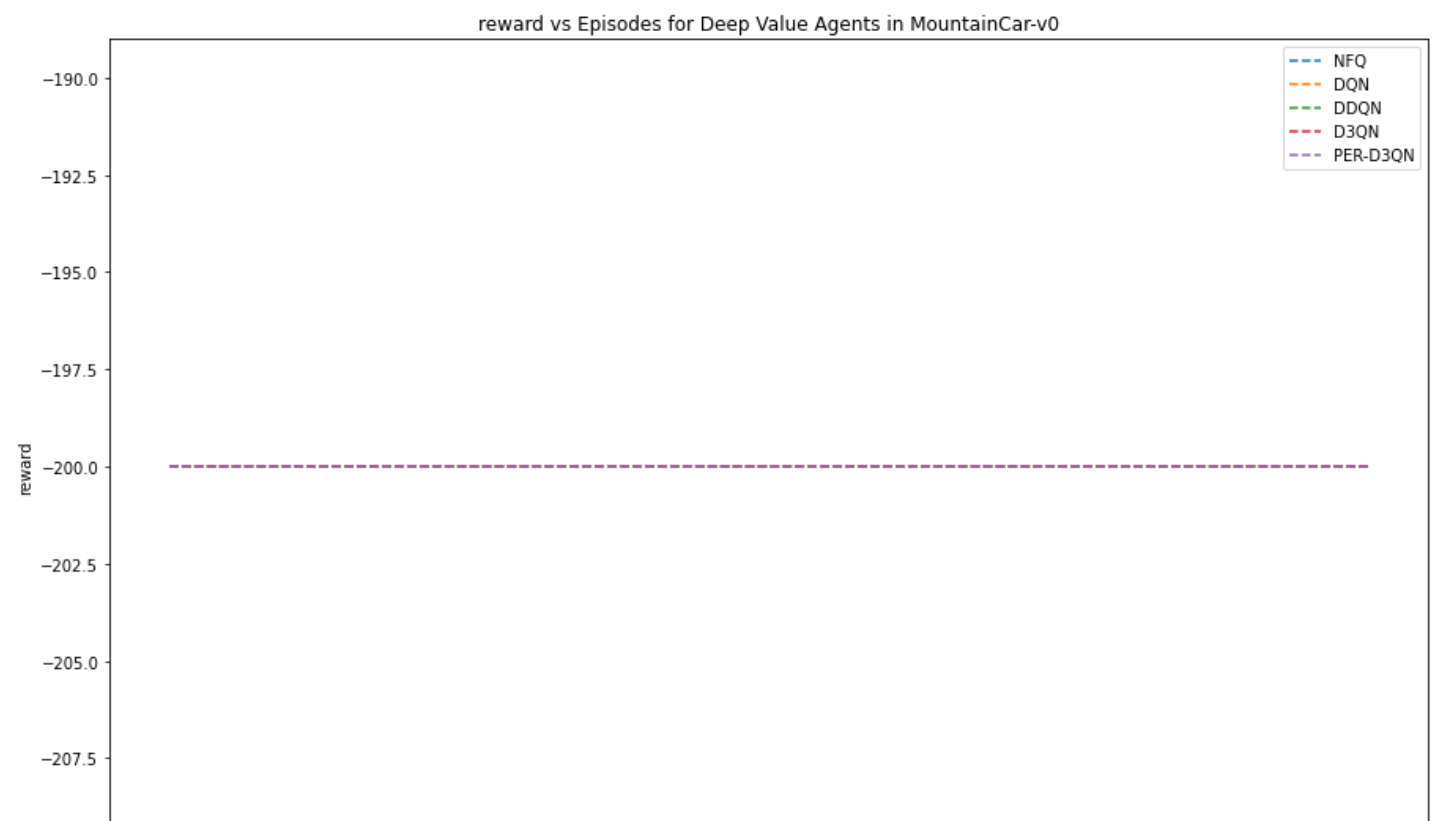 reward vs Episodes for Deep Value Agents in MountainCar-v0
−190.0
−192.5
−195.0
−197.5
−200.0
−202.5
−205.0
−207.5
reward
NFQ
DQN
DDQN
D3QN
PER-D3QN